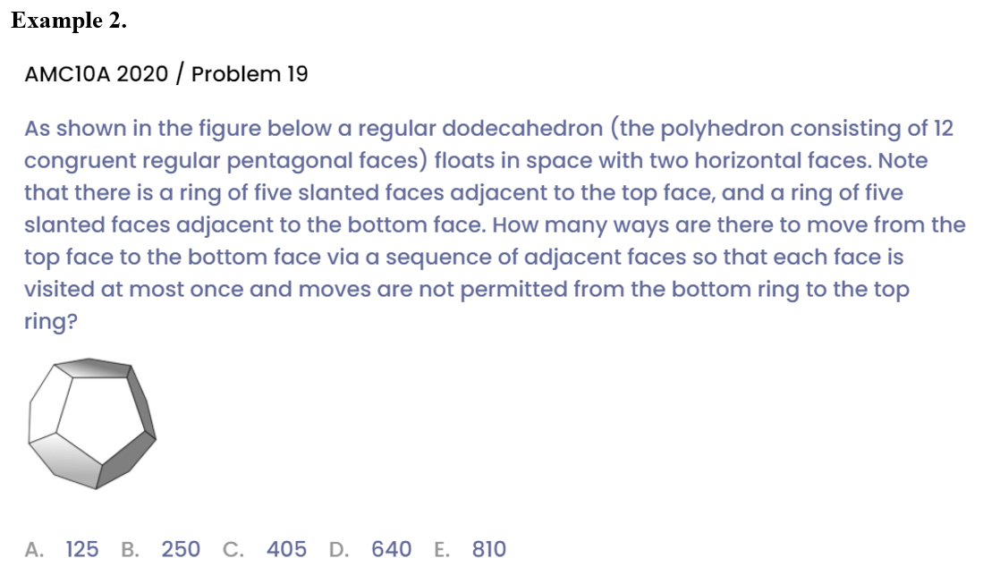 Example 2.
AMC10A 2020 / Problem 19
As shown in the figure below a regular dodecahedron (the polyhedron consisting of 12
congruent regular pentagonal faces) floats in space with two horizontal faces. Note
that there is a ring of five slanted faces adjacent to the top face, and a ring of five
slanted faces adjacent to the bottom face. How many ways are there to move from the
top face to the bottom face via a sequence of adjacent faces so that each face is
visited at most once and moves are not permitted from the bottom ring to the top
ring?
A. 125 B. 250 C. 405 D. 640 E. 810